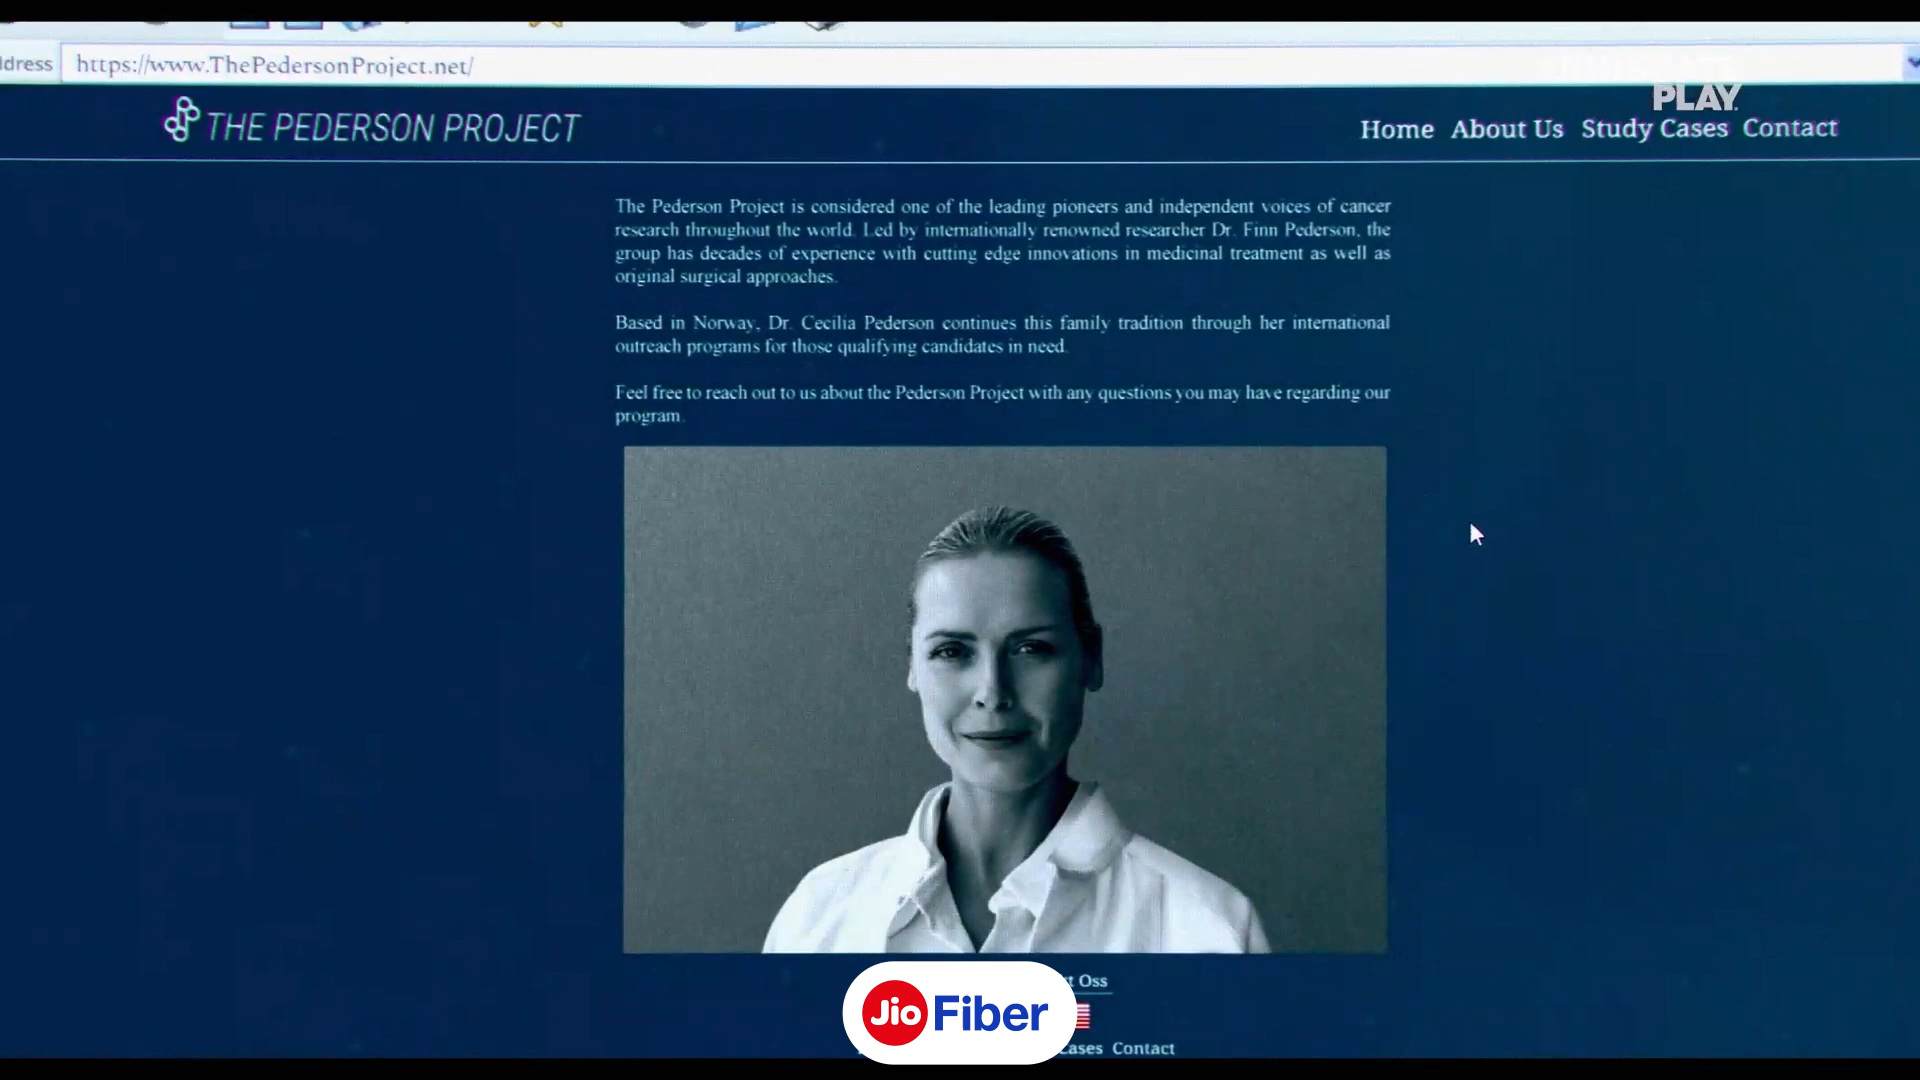 https://www.ThePedersonProject.net/
PLAY
THE PEDERSON PROJECT
Home About Us Study Cases Contact
The Pederson Project is considered one of the leading pioneers and independent voices of cancer
research throughout the world. Led by internationally renowned researcher Dr. Finn Pederson, the
group has decades of experience with cutting edge innovations in medicinal treatment as well as
original surgical approaches.
Based in Norway, Dr. Cecilia Pederson continues this family tradition through her international
outreach programs for those qualifying candidates in need.
Feel free to reach out to us about the Pederson Project with any questions you may have regarding our
program.
Oss
Jio Fiber
Contact